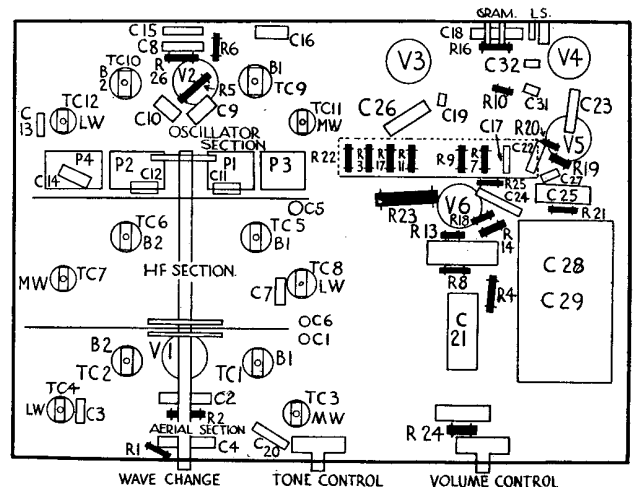 GRAM. L.S.
C15
C8
R6
C16
C18
R16
TC10
B2
R26
V2
R5
B1
TC9
V3
V4
C32
R10
C31
C23
TC12
C13
LW
C10
C9
TC11
MW
C26
C19
OSCILLATOR
SECTION
C17
C22
R20
V5
R19
P4
P2
P1
P3
C14
C12
C11
R22
R3
R17
R11
R9
R7
C27
R25
C24
C25
R21
OC5
R23
V6
R18
R13
R14
TC6
B2
TC5
B1
HF SECTION.
MW
TC7
TC8
LW
C7
R8
R4
C28
C29
OC6
OC1
C21
B2
TC2
V1
TC1
B1
TC4
LW
C3
C2
R2
TC3
MW
AERIAL SECTION
R1
C4
C20
R24
WAVE CHANGE TONE CONTROL VOLUME CONTROL